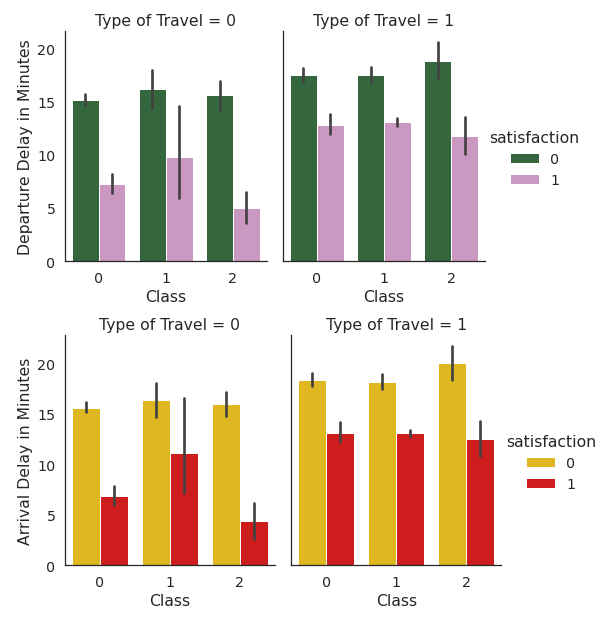 Type of Travel = 0
Type of Travel = 1
Departure Delay in Minutes
20
15
10
5
0
0 1 2
0 1 2
Class
Class
satisfaction
0
1
Type of Travel = 0
Type of Travel = 1
Arrival Delay in Minutes
20
15
10
5
0
0 1 2
0 1 2
Class
Class
satisfaction
0
1